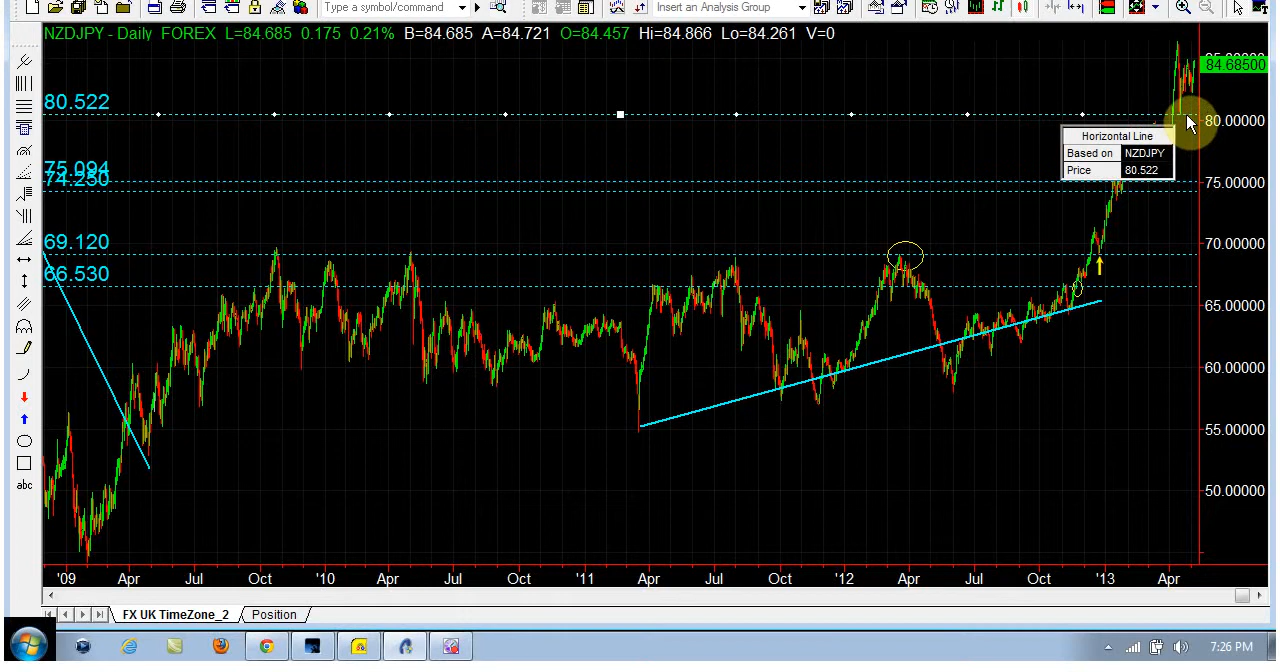 Type a symbol/command
Insert an Analysis Group
NZDJPY - Daily FOREX L=84.685 0.175 0.21% B=84.685 A=84.721 O=84.457 Hi=84.866 Lo=84.261 V=0
84.68500
80.522
80.00000
Horizontal Line
Based on NZDJPY
Price 80.522
75.094
74.250
75.00000
69.120
70.00000
66.530
65.00000
60.00000
55.00000
50.00000
abc
'09 Apr Jul Oct '10 Apr Jul Oct '11 Apr Jul Oct '12 Apr Jul Oct '13 Apr
FX UK TimeZone_2 Position
7:26 PM